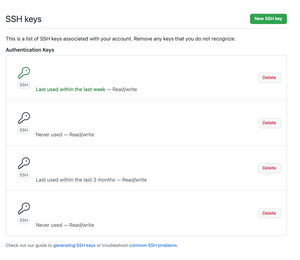 SSH keys
New SSH key
This is a list of SSH keys associated with your account. Remove any keys that you do not recognize.
Authentication Keys
SSH
Last used within the last week — Read/write
Delete
SSH
Never used — Read/write
Delete
SSH
Last used within the last 3 months — Read/write
Delete
SSH
Never used — Read/write
Delete
Check out our guide to generating SSH keys or troubleshoot common SSH problems.